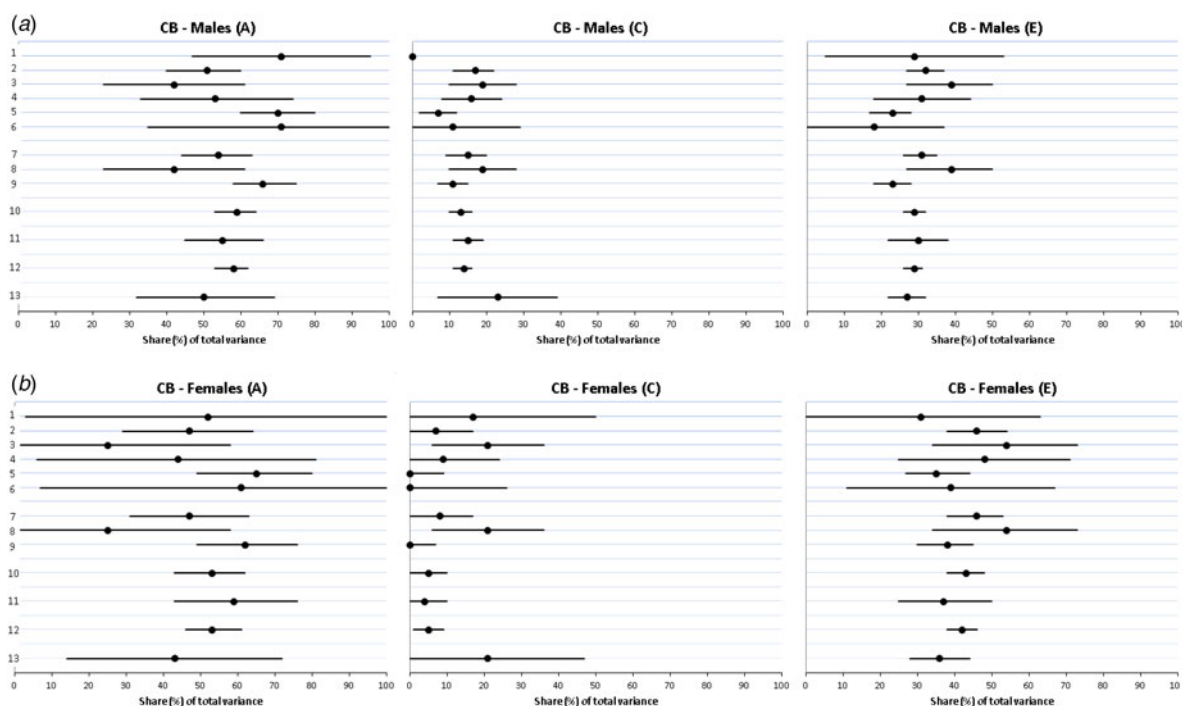 (a)
CB - Males (A)
CB - Males (C)
CB - Males (E)
1
2
3
4
5
6
7
8
9
10
11
12
13
0 10 20 30 40 50 60 70 80 90 100
0 10 20 30 40 50 60 70 80 90 100
0 10 20 30 40 50 60 70 80 90 100
Share (%) of total variance
Share (%) of total variance
Share (%) of total variance
(b)
CB - Females (A)
CB - Females (C)
CB - Females (E)
1
2
3
4
5
6
7
8
9
10
11
12
13
0 10 20 30 40 50 60 70 80 90 100
0 10 20 30 40 50 60 70 80 90 100
0 10 20 30 40 50 60 70 80 90 100
Share (%) of total variance
Share (%) of total variance
Share (%) of total variance